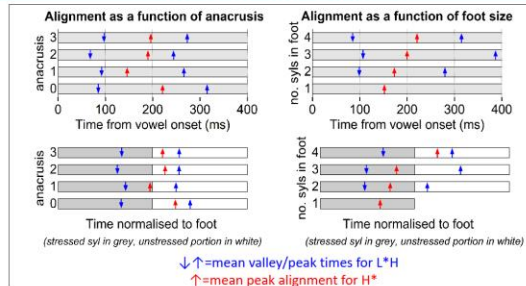 Alignment as a function of anacrusis
anacrusis
3
2
1
0
0 100 200 300 400
Time from vowel onset (ms)
Alignment as a function of foot size
no. syls in foot
4
3
2
1
0 100 200 300 400
Time from vowel onset (ms)
anacrusis
3
2
1
0
Time normalised to foot
(stressed syl in grey, unstressed portion in white)
no. syls in foot
4
3
2
1
Time normalised to foot
(stressed syl in grey, unstressed portion in white)
↓↑=mean valley/peak times for L*H
↑=mean peak alignment for H*